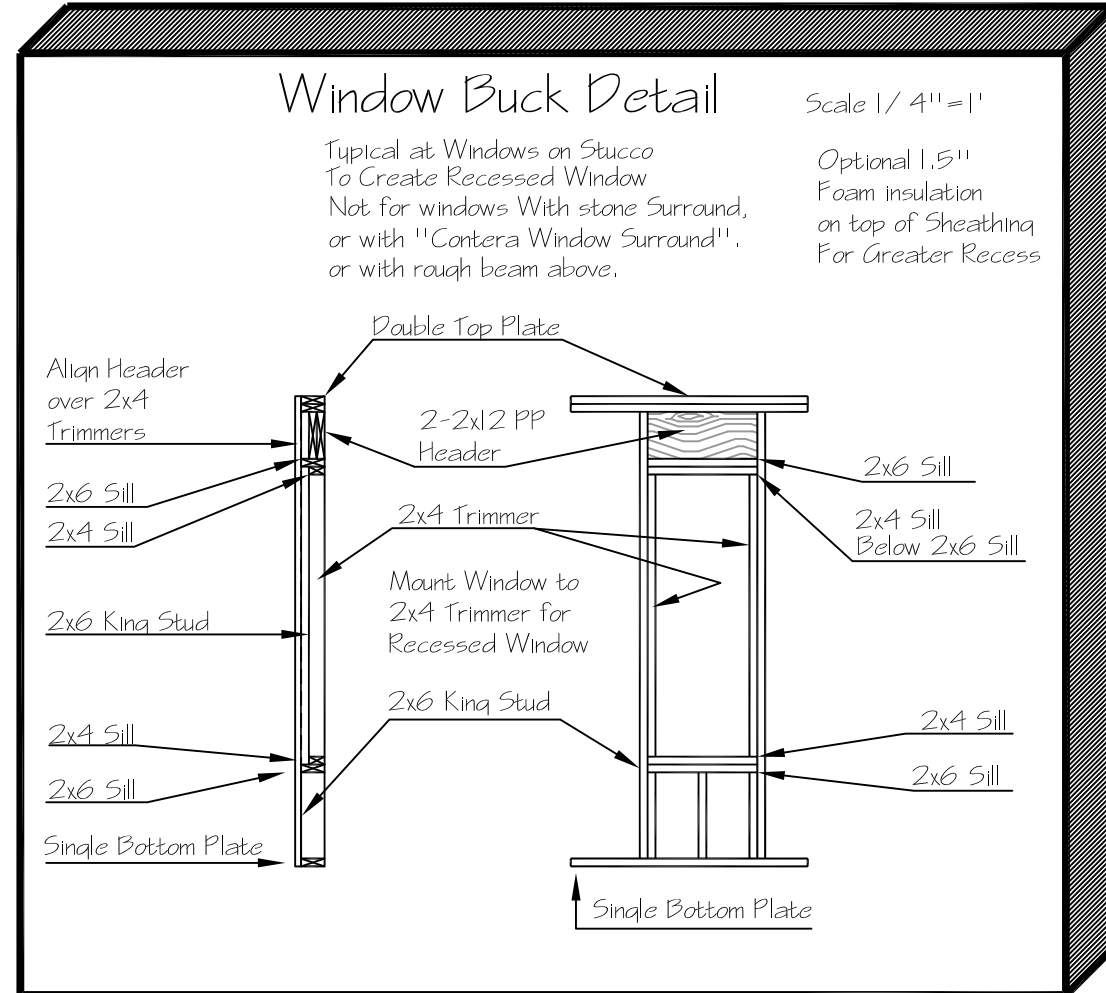 Window Buck Detail
Scale 1/4"=1'
Typical at Windows on Stucco
To Create Recessed Window
Not for windows With stone Surround,
or with "Contera Window Surround".
or with rough beam above.
Optional 1.5"
Foam insulation
on top of Sheathing
For Greater Recess
Double Top Plate
Align Header
over 2x4
Trimmers
2-2x12 PP
Header
2x6 Sill
2x4 Sill
2x6 Sill
2x4 Sill
Below 2x6 Sill
2x4 Trimmer
Mount Window to
2x4 Trimmer for
Recessed Window
2x6 King Stud
2x6 King Stud
2x4 Sill
2x6 Sill
2x4 Sill
2x6 Sill
Single Bottom Plate
Single Bottom Plate